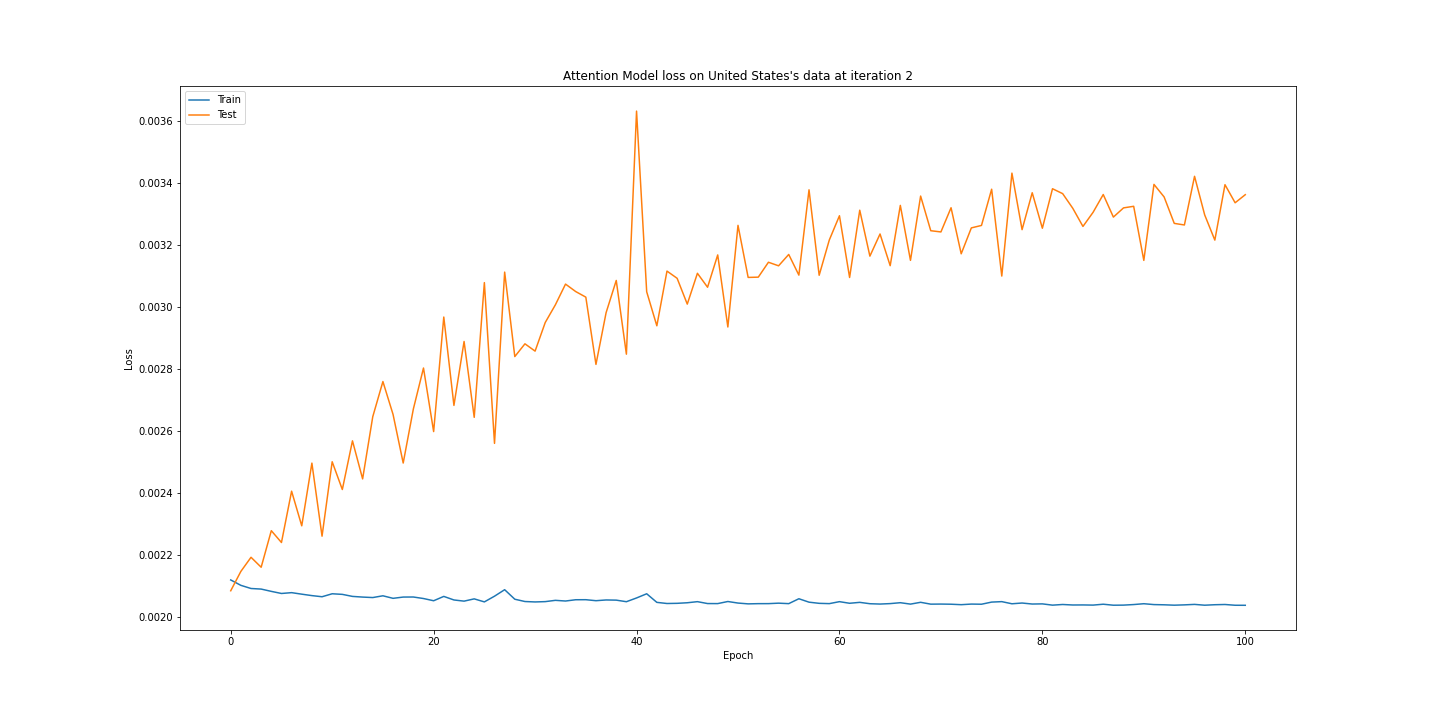 Attention Model loss on United States's data at iteration 2
Train
Test
0.0036
0.0034
0.0032
0.0030
0.0028
0.0026
0.0024
0.0022
0.0020
Loss
0 20 40 60 80 100
Epoch